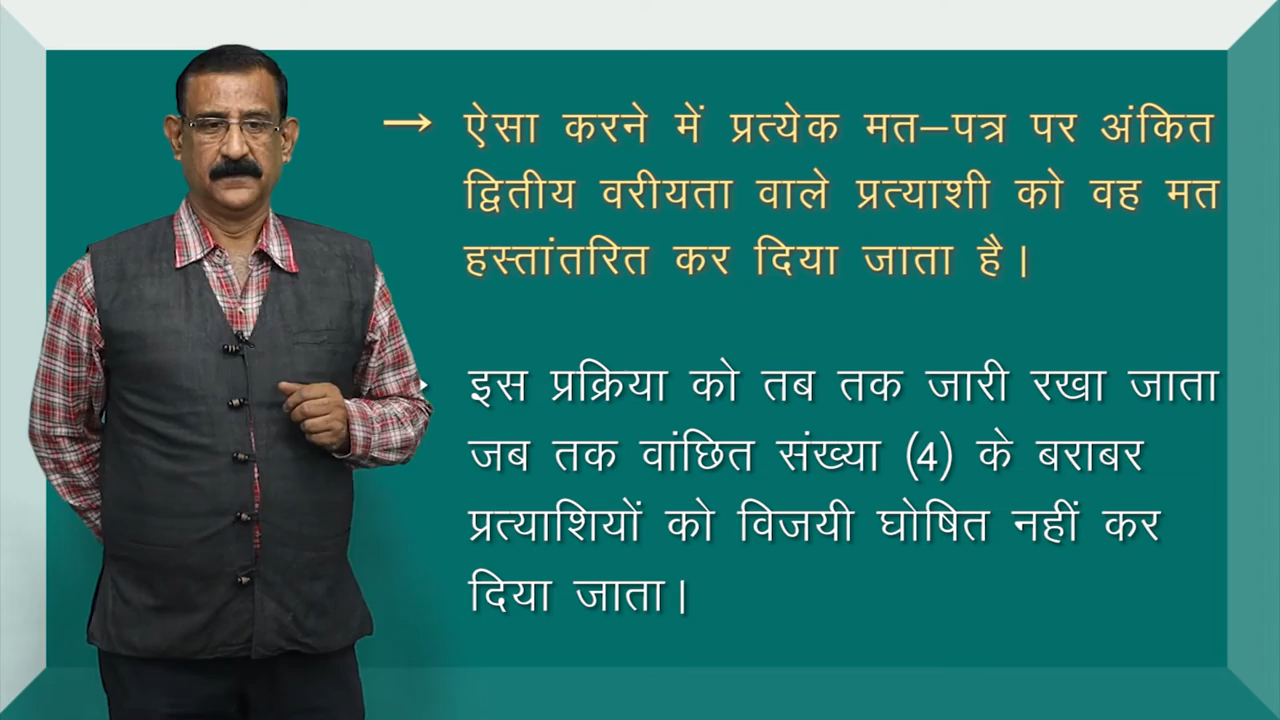 → ऐसा करने में प्रत्येक मत–पत्र पर अंकित
द्वितीय वरीयता वाले प्रत्याशी को वह मत
हस्तांतरित कर दिया जाता है।
इस प्रक्रिया को तब तक जारी रखा जाता
जब तक वांछित संख्या (4) के बराबर
प्रत्याशियों को विजयी घोषित नहीं कर
दिया जाता।